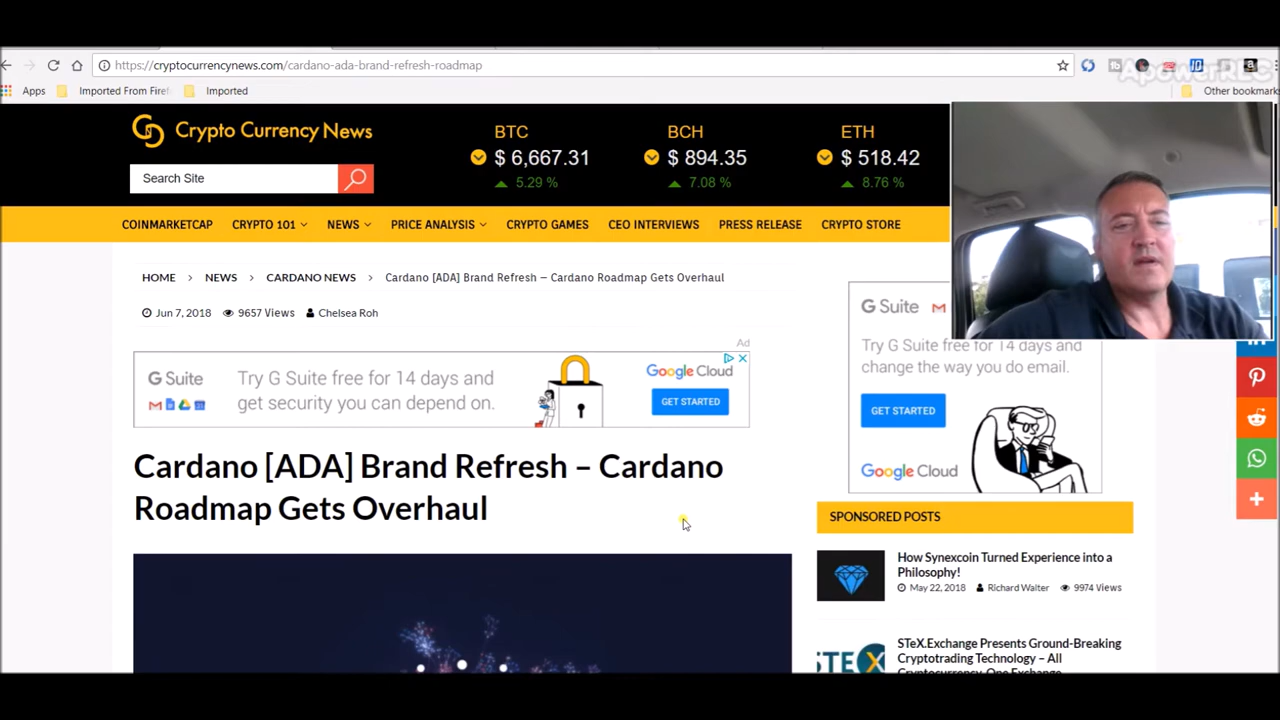 ApowerREC
https://cryptocurrencynews.com/cardano-ada-brand-refresh-roadmap
Apps
Imported From Firef
Imported
Other bookmark
Crypto Currency News
BTC
BCH
ETH
$ 6,667.31
$ 894.35
$ 518.42
Search Site
5.29 %
7.08 %
8.76 %
COINMARKETCAP
CRYPTO 101
NEWS
PRICE ANALYSIS
CRYPTO GAMES
CEO INTERVIEWS
PRESS RELEASE
CRYPTO STORE
HOME > NEWS > CARDANO NEWS > Cardano [ADA] Brand Refresh – Cardano Roadmap Gets Overhaul
Jun 7, 2018 9657 Views Chelsea Roh
Ad
G Suite
Try G Suite free for 14 days and
get security you can depend on.
Google Cloud
GET STARTED
G Suite
Try G Suite free for 14 days and
change the way you do email.
GET STARTED
Google Cloud
Cardano [ADA] Brand Refresh – Cardano
Roadmap Gets Overhaul
SPONSORED POSTS
How Synexcoin Turned Experience into a
Philosophy!
May 22, 2018 Richard Walter 9974 Views
STEX
STeX.Exchange Presents Ground-Breaking
Cryptotrading Technology – All
Cryptocurrency, One Exchange